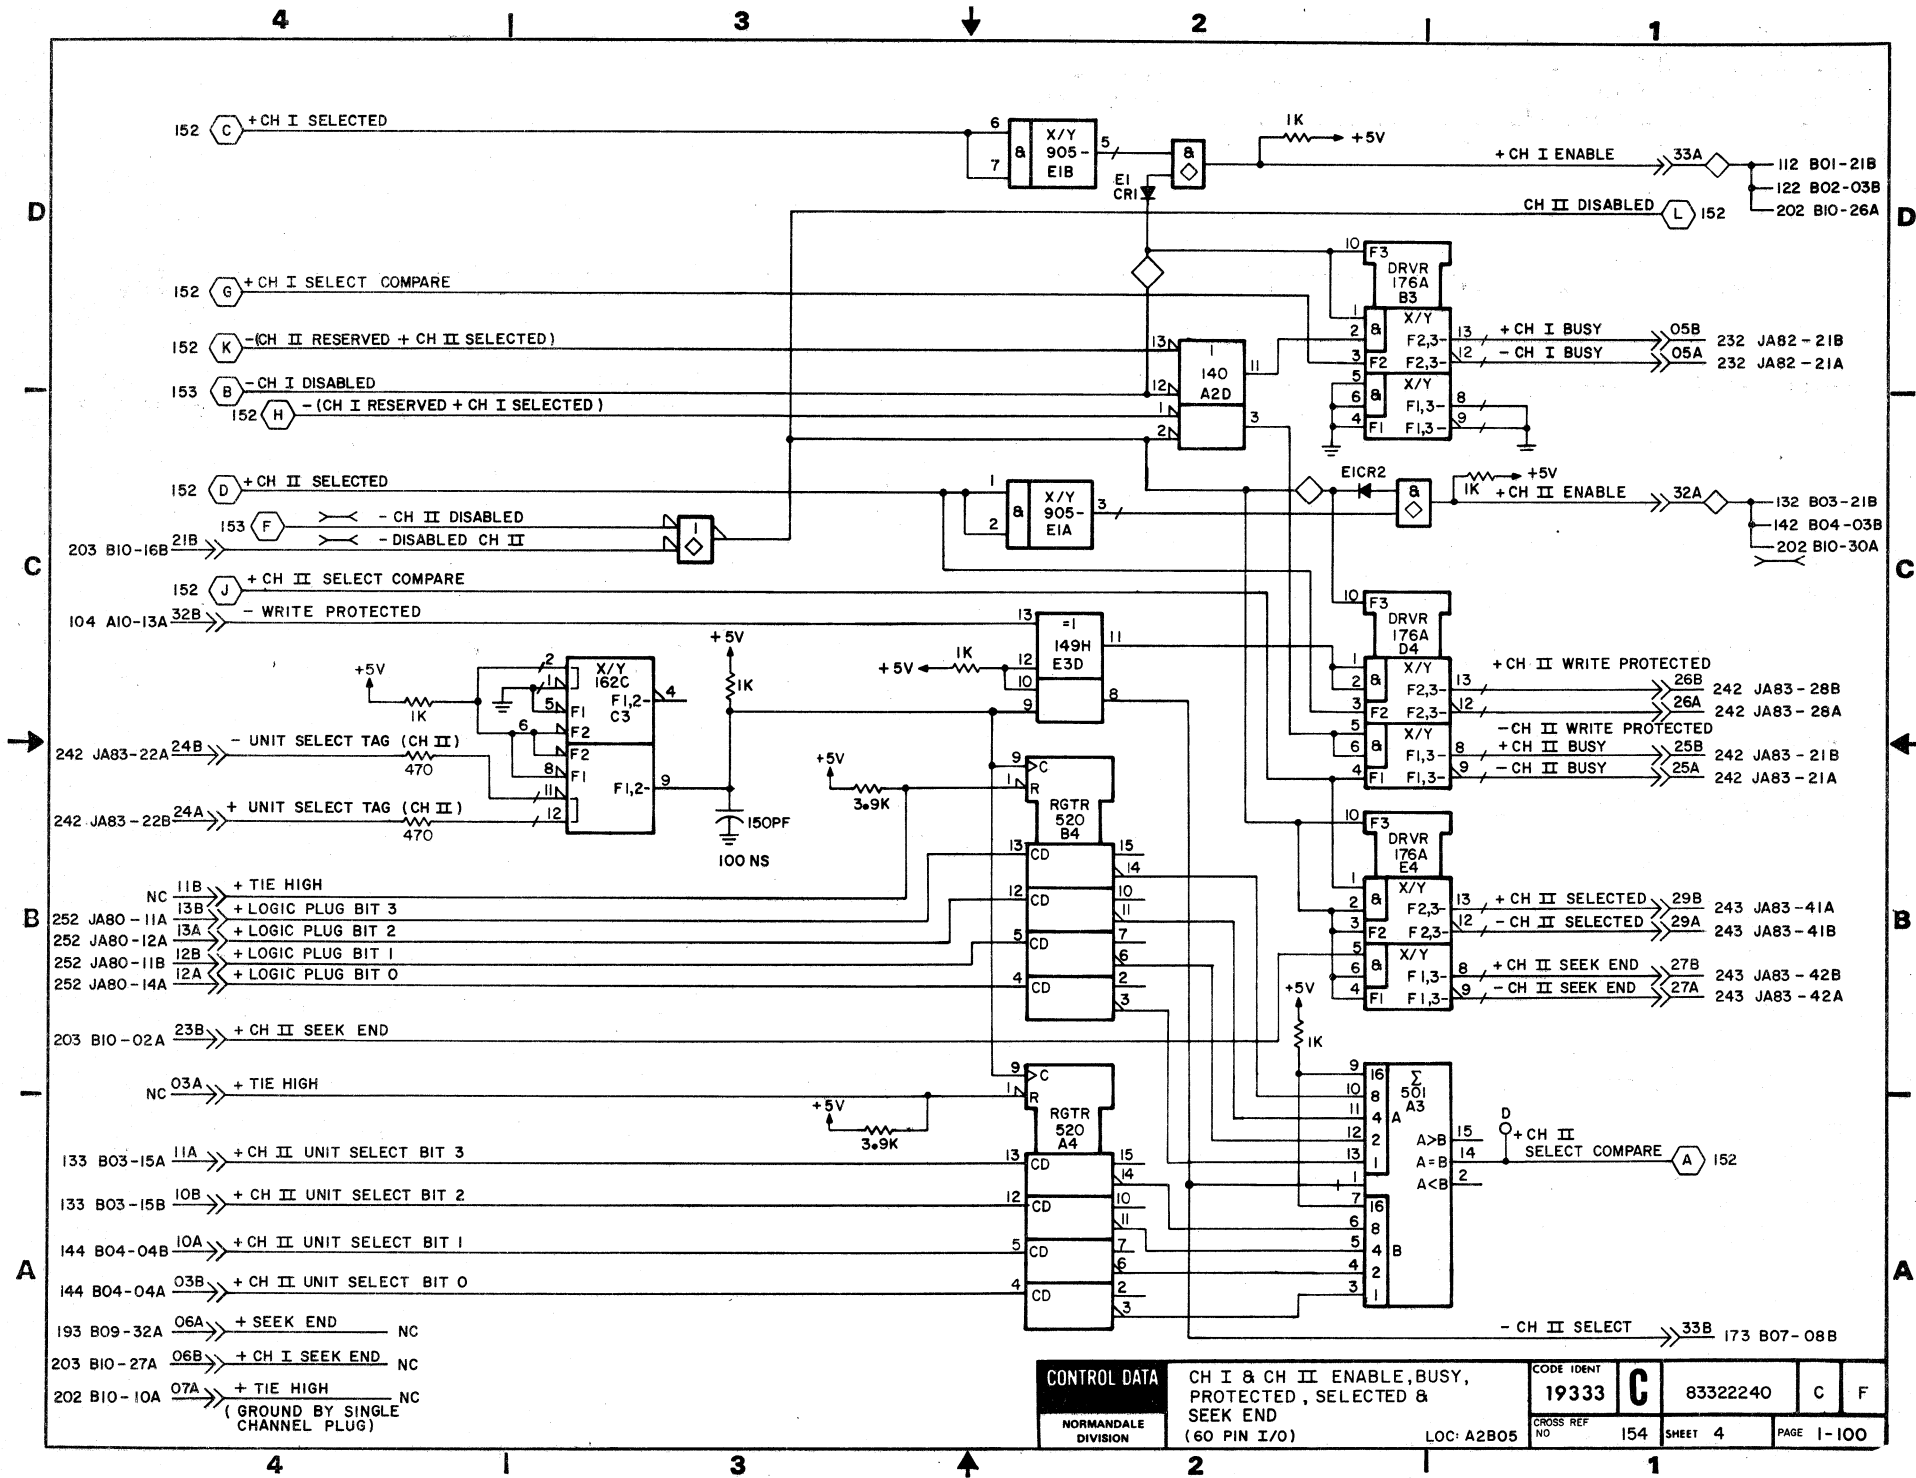 4 3 2 1
D
C
B
A
152 C + CH I SELECTED
6
7
&
X/Y
905-
E1B
5
E1
CR1
&
1K
+5V
+ CH I ENABLE 33A
112 B01-21B
122 B02-03B
202 B10-26A
CH II DISABLED L 152
152 G + CH I SELECT COMPARE
10 F3
DRVR
176A
B3
1
2
3 F2
&
X/Y
F2,3- 13 + CH I BUSY 05B 232 JA82-21B
F2,3- 12 - CH I BUSY 05A 232 JA82-21A
5
6
4 F1
&
X/Y
F1,3- 8
F1,3- 9
152 K -(CH II RESERVED + CH II SELECTED)
13
1
140
A2D
11
153 B - CH I DISABLED
12
152 H -(CH I RESERVED + CH I SELECTED)
1
2
3
152 D + CH II SELECTED
1
2
&
X/Y
905-
E1A
3
E1CR2
&
1K
+5V
+ CH II ENABLE 32A
132 B03-21B
142 B04-03B
202 B10-30A
153 F - CH II DISABLED
203 B10-16B 21B - DISABLED CH II
1
152 J + CH II SELECT COMPARE
104 A10-13A 32B - WRITE PROTECTED
13
=1
149H
E3D
11
+5V 1K
12
10
9
8
10 F3
DRVR
176A
D4
1
2
3 F2
&
X/Y
F2,3- 13
F2,3- 12
+ CH II WRITE PROTECTED
26B 242 JA83-28B
26A 242 JA83-28A
- CH II WRITE PROTECTED
5
6
4 F1
&
X/Y
F1,3- 8 + CH II BUSY 25B 242 JA83-21B
F1,3- 9 - CH II BUSY 25A 242 JA83-21A
+5V
1K
2
1
5 F1
6 F2
X/Y
162C
F1,2- 4
C3
F2
8 F1
11
12
F1,2- 9
+5V
1K
150PF
100 NS
242 JA83-22A 24B - UNIT SELECT TAG (CH II)
470
242 JA83-22B 24A + UNIT SELECT TAG (CH II)
470
+5V
3.9K
9 C
1 R
RGTR
520
B4
13 CD 15
14
12 CD 10
11
5 CD 7
6
4 CD 2
3
NC 11B + TIE HIGH
252 JA80-11A 13B + LOGIC PLUG BIT 3
252 JA80-12A 13A + LOGIC PLUG BIT 2
252 JA80-11B 12B + LOGIC PLUG BIT 1
252 JA80-14A 12A + LOGIC PLUG BIT 0
203 B10-02A 23B + CH II SEEK END
10 F3
DRVR
176A
E4
1
2
3 F2
&
X/Y
F2,3- 13 + CH II SELECTED 29B 243 JA83-41A
F2,3- 12 - CH II SELECTED 29A 243 JA83-41B
5
6
4 F1
&
X/Y
F1,3- 8 + CH II SEEK END 27B 243 JA83-42B
F1,3- 9 - CH II SEEK END 27A 243 JA83-42A
+5V
1K
NC 03A + TIE HIGH
+5V
3.9K
9 C
1 R
RGTR
520
A4
13 CD 15
14
12 CD 10
11
5 CD 7
6
4 CD 2
3
133 B03-15A 11A + CH II UNIT SELECT BIT 3
133 B03-15B 10B + CH II UNIT SELECT BIT 2
144 B04-04B 10A + CH II UNIT SELECT BIT 1
144 B04-04A 03B + CH II UNIT SELECT BIT 0
193 B09-32A 06A + SEEK END NC
203 B10-27A 06B + CH I SEEK END NC
202 B10-10A 07A + TIE HIGH NC
(GROUND BY SINGLE
CHANNEL PLUG)
9 16
10 8
11 4 A
12 2
13 1
1
7 16
6 8
5 4 B
4 2
3 1
Σ
501
A3
A>B 15
A=B 14
A<B 2
D
+ CH II
SELECT COMPARE A 152
- CH II SELECT 33B 173 B07-08B
CONTROL DATA
NORMANDALE
DIVISION
CH I & CH II ENABLE, BUSY,
PROTECTED, SELECTED &
SEEK END
(60 PIN I/O) LOC: A2B05
CODE IDENT
19333
C
83322240
C
F
CROSS REF
NO 154
SHEET 4
PAGE 1-100
4 3 2 1
D
C
B
A